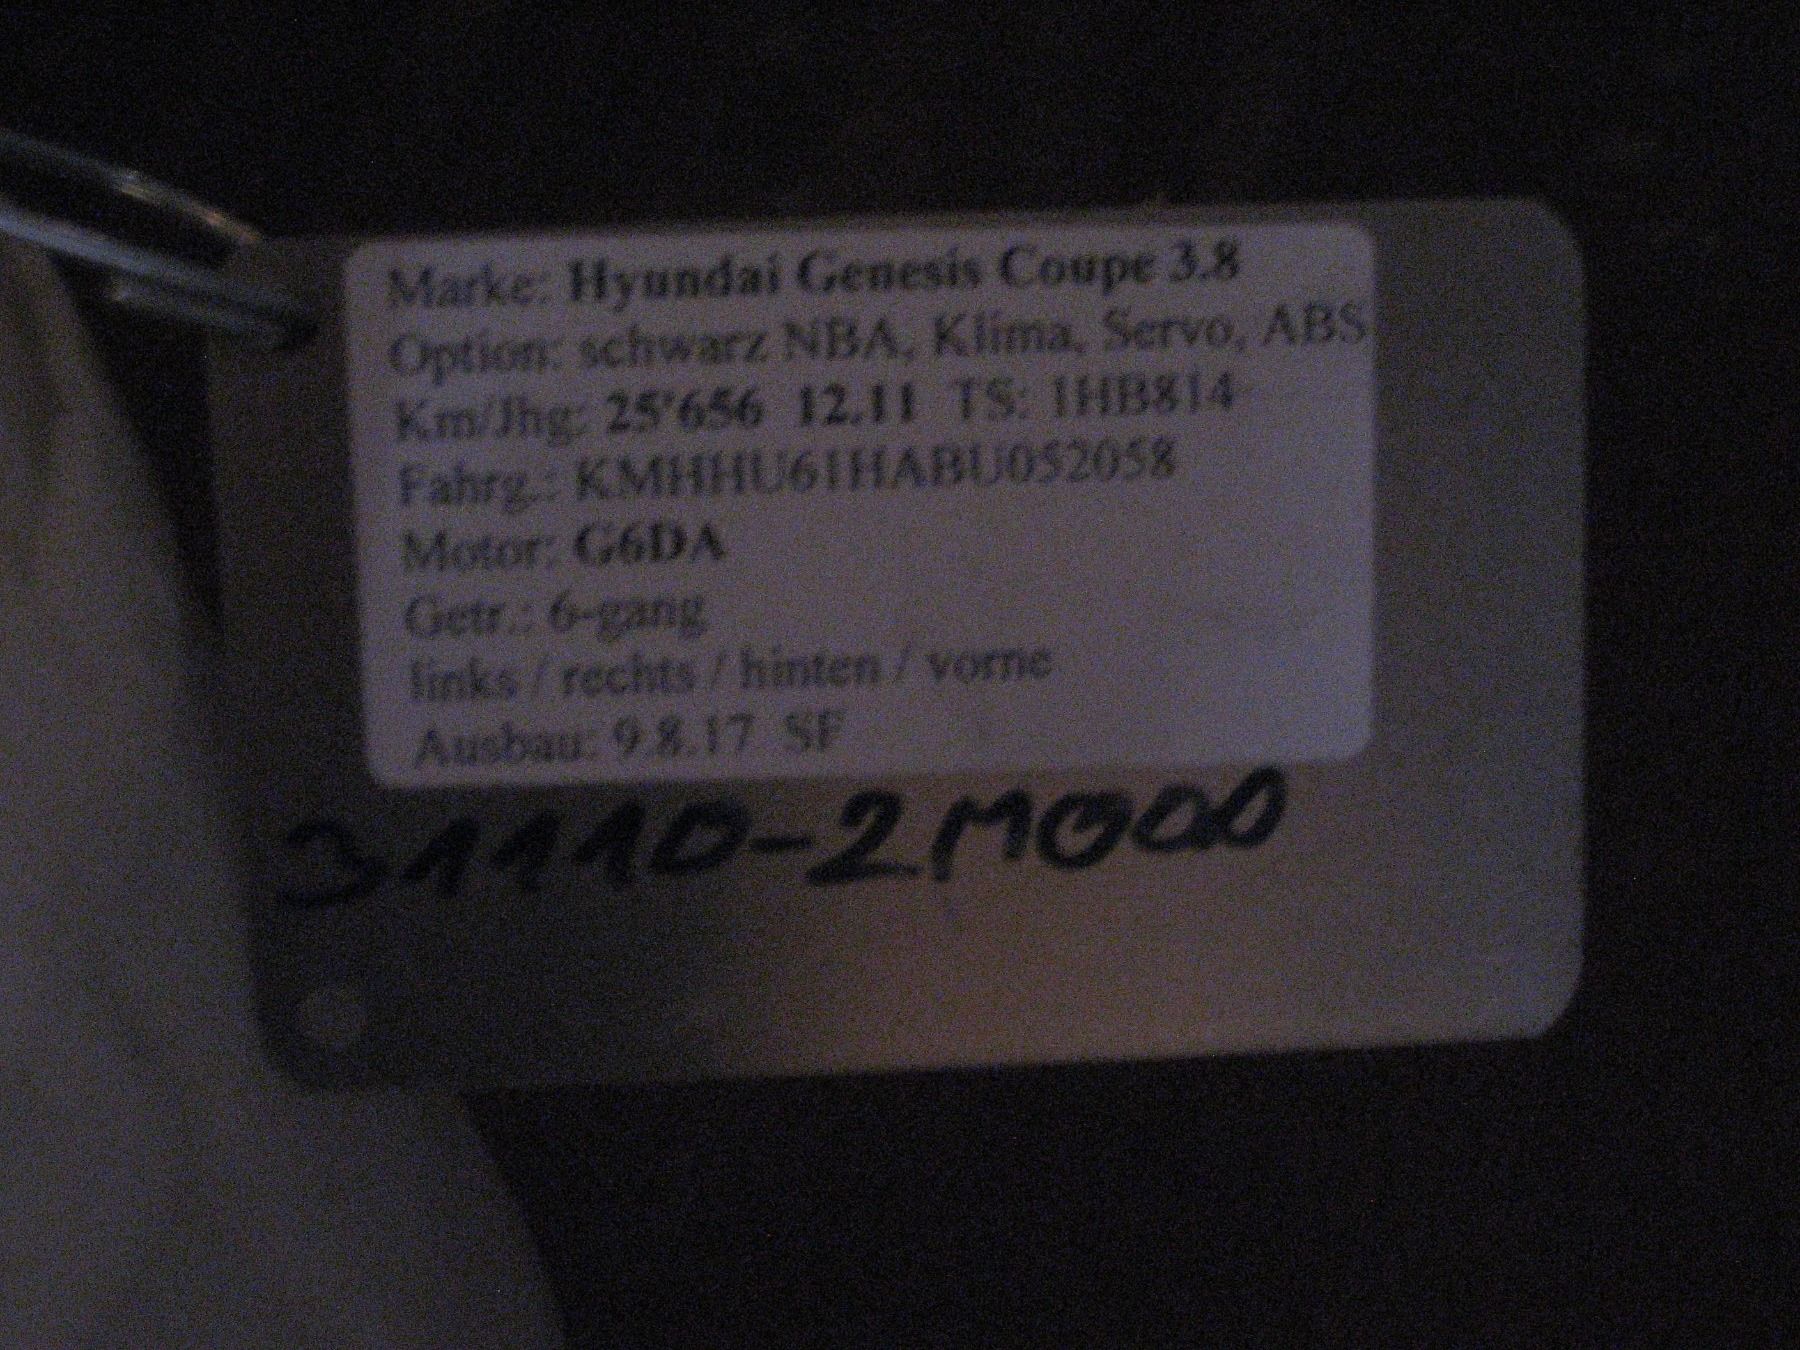 Marke: Hyundai Genesis Coupe 3.8
Option: schwarz NBA, Klima, Servo, ABS
Km/Jhg: 25'656 12.11 TS: 1HB814
Fahrg.: KMHHU61HABU052058
Motor: G6DA
Getr.: 6-gang
links / rechts / hinten / vorne
Ausbau: 9.8.17 SF
31110-2M000